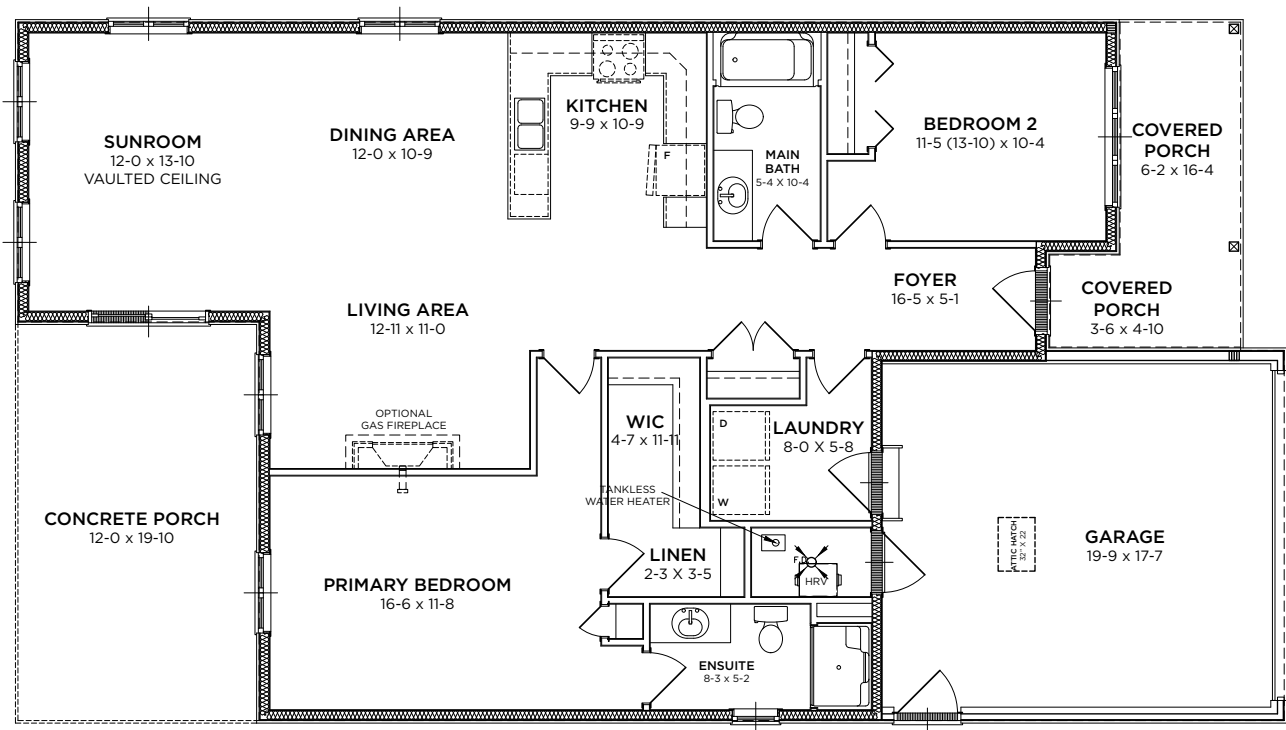 SUNROOM
12-0 x 13-10
VAULTED CEILING
DINING AREA
12-0 x 10-9
KITCHEN
9-9 x 10-9
F
MAIN
BATH
5-4 X 10-4
BEDROOM 2
11-5 (13-10) x 10-4
COVERED
PORCH
6-2 x 16-4
LIVING AREA
12-11 x 11-0
FOYER
16-5 x 5-1
COVERED
PORCH
3-6 x 4-10
OPTIONAL
GAS FIREPLACE
WIC
4-7 x 11-11
D
LAUNDRY
8-0 X 5-8
W
TANKLESS
WATER HEATER
CONCRETE PORCH
12-0 x 19-10
PRIMARY BEDROOM
16-6 x 11-8
LINEN
2-3 X 3-5
F.D.
HRV
ATTIC HATCH
32" X 22"
GARAGE
19-9 x 17-7
ENSUITE
8-3 x 5-2